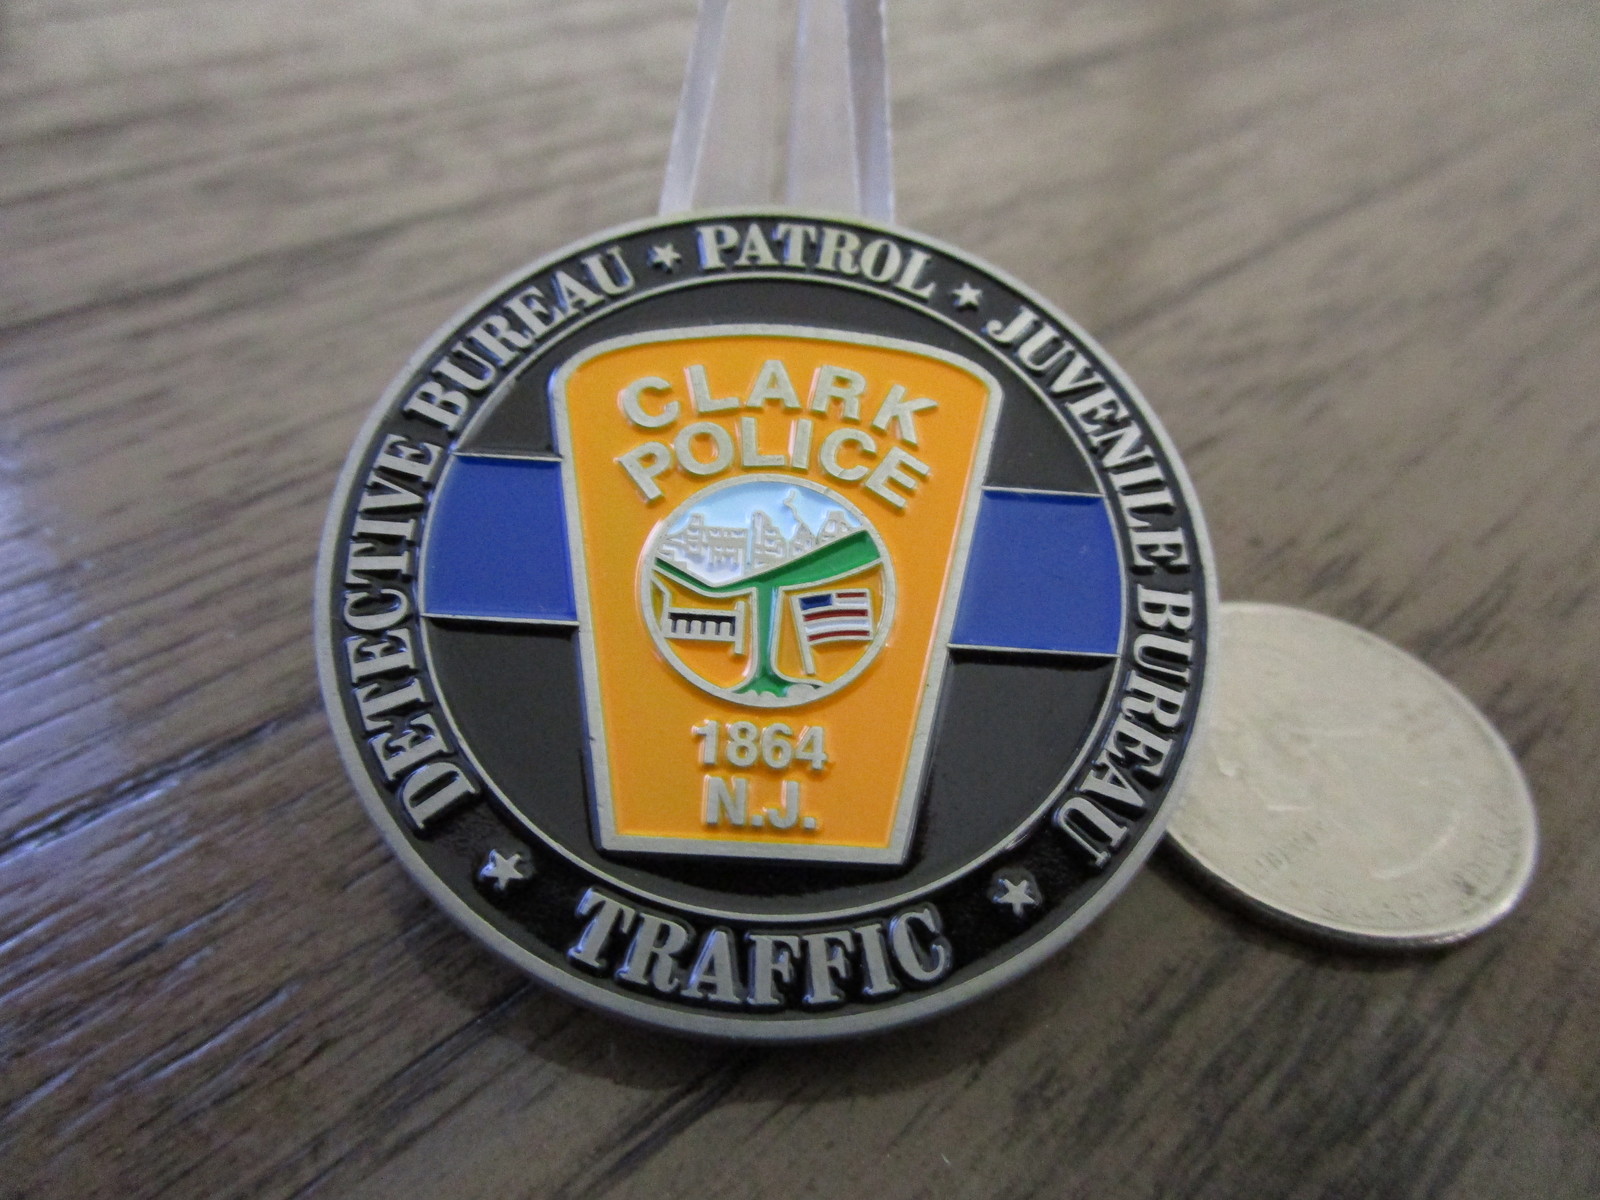 DETECTIVE BUREAU ★ PATROL ★ JUVENILE BUREAU ★ TRAFFIC ★
CLARK
POLICE
1864
N.J.